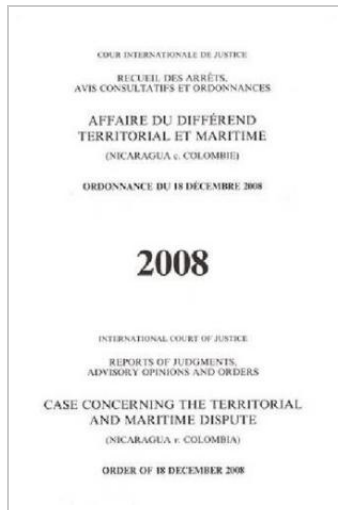 COUR INTERNATIONALE DE JUSTICE
RECUEIL DES ARRÊTS,
AVIS CONSULTATIFS ET ORDONNANCES
AFFAIRE DU DIFFÉREND
TERRITORIAL ET MARITIME
(NICARAGUA c. COLOMBIE)
ORDONNANCE DU 18 DÉCEMBRE 2008
2008
INTERNATIONAL COURT OF JUSTICE
REPORTS OF JUDGMENTS,
ADVISORY OPINIONS AND ORDERS
CASE CONCERNING THE TERRITORIAL
AND MARITIME DISPUTE
(NICARAGUA v. COLOMBIA)
ORDER OF 18 DECEMBER 2008